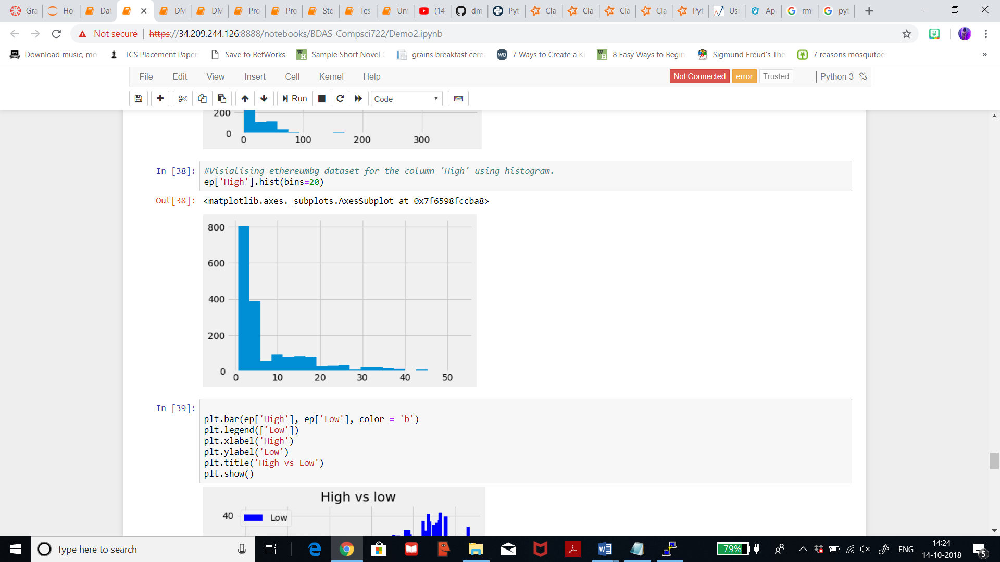 Gra Ho Dat DM DM Pro Pro Ste Tes Unt (14 dm Pyt Cla Cla Cla Cla Pyt Usi Ap rm pyt
Not secure https://34.209.244.126:8888/notebooks/BDAS-Compsci722/Demo2.ipynb
Download music, mo TCS Placement Paper Save to RefWorks Sample Short Novel grains breakfast cere 7 Ways to Create a Ki 8 Easy Ways to Begin Sigmund Freud's The 7 reasons mosquitoe »
File Edit View Insert Cell Kernel Help Not Connected error Trusted Python 3
Run Code
200
0
0 100 200 300
In [38]: #Visialising ethereumbg dataset for the column 'High' using histogram.
ep['High'].hist(bins=20)
Out[38]: <matplotlib.axes._subplots.AxesSubplot at 0x7f6598fccba8>
800
600
400
200
0
0 10 20 30 40 50
In [39]:
plt.bar(ep['High'], ep['Low'], color = 'b')
plt.legend(['Low'])
plt.xlabel('High')
plt.ylabel('Low')
plt.title('High vs Low')
plt.show()
High vs low
40 Low
Type here to search 79% ENG 14:24
14-10-2018 5